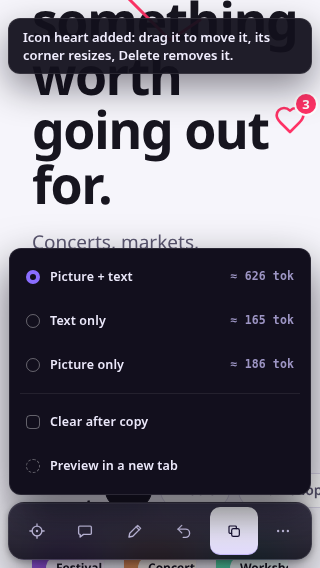 something
Icon heart added: drag it to move it, its
corner resizes, Delete removes it.
worth
3
going out
for.
Concerts, markets,
Picture + text ≈ 626 tok
Text only ≈ 165 tok
Picture only ≈ 186 tok
Clear after copy
Preview in a new tab
Festival Concert